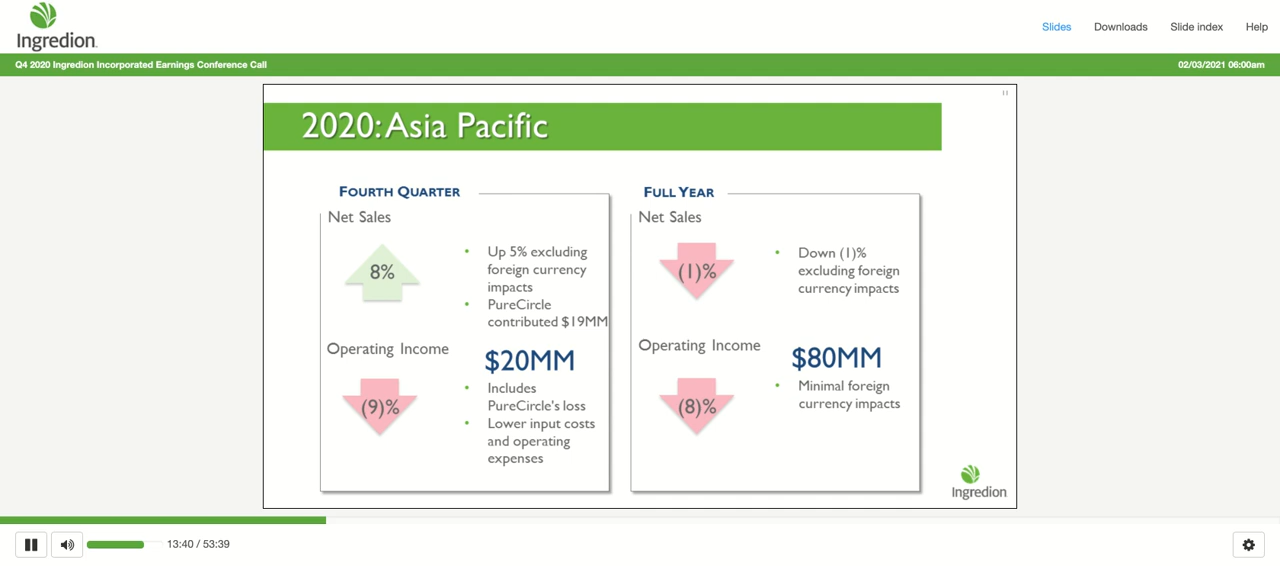 Ingredion
Slides
Downloads
Slide index
Help
Q4 2020 Ingredion Incorporated Earnings Conference Call
02/03/2021 06:00am
11
2020: Asia Pacific
FOURTH QUARTER
Net Sales
8%
• Up 5% excluding
foreign currency
impacts
• PureCircle
contributed $19MM
Operating Income
$20MM
(9)%
• Includes
PureCircle's loss
• Lower input costs
and operating
expenses
FULL YEAR
Net Sales
(1)%
• Down (1)%
excluding foreign
currency impacts
Operating Income
$80MM
(8)%
• Minimal foreign
currency impacts
Ingredion
13:40 / 53:39